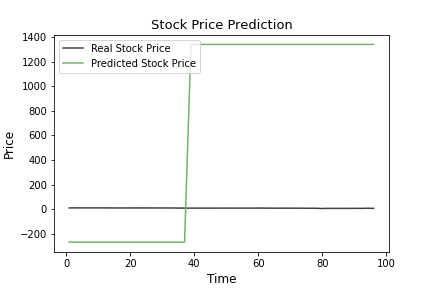 Stock Price Prediction
Real Stock Price
Predicted Stock Price
1400
1200
1000
800
600
400
200
0
−200
Price
0 20 40 60 80 100
Time